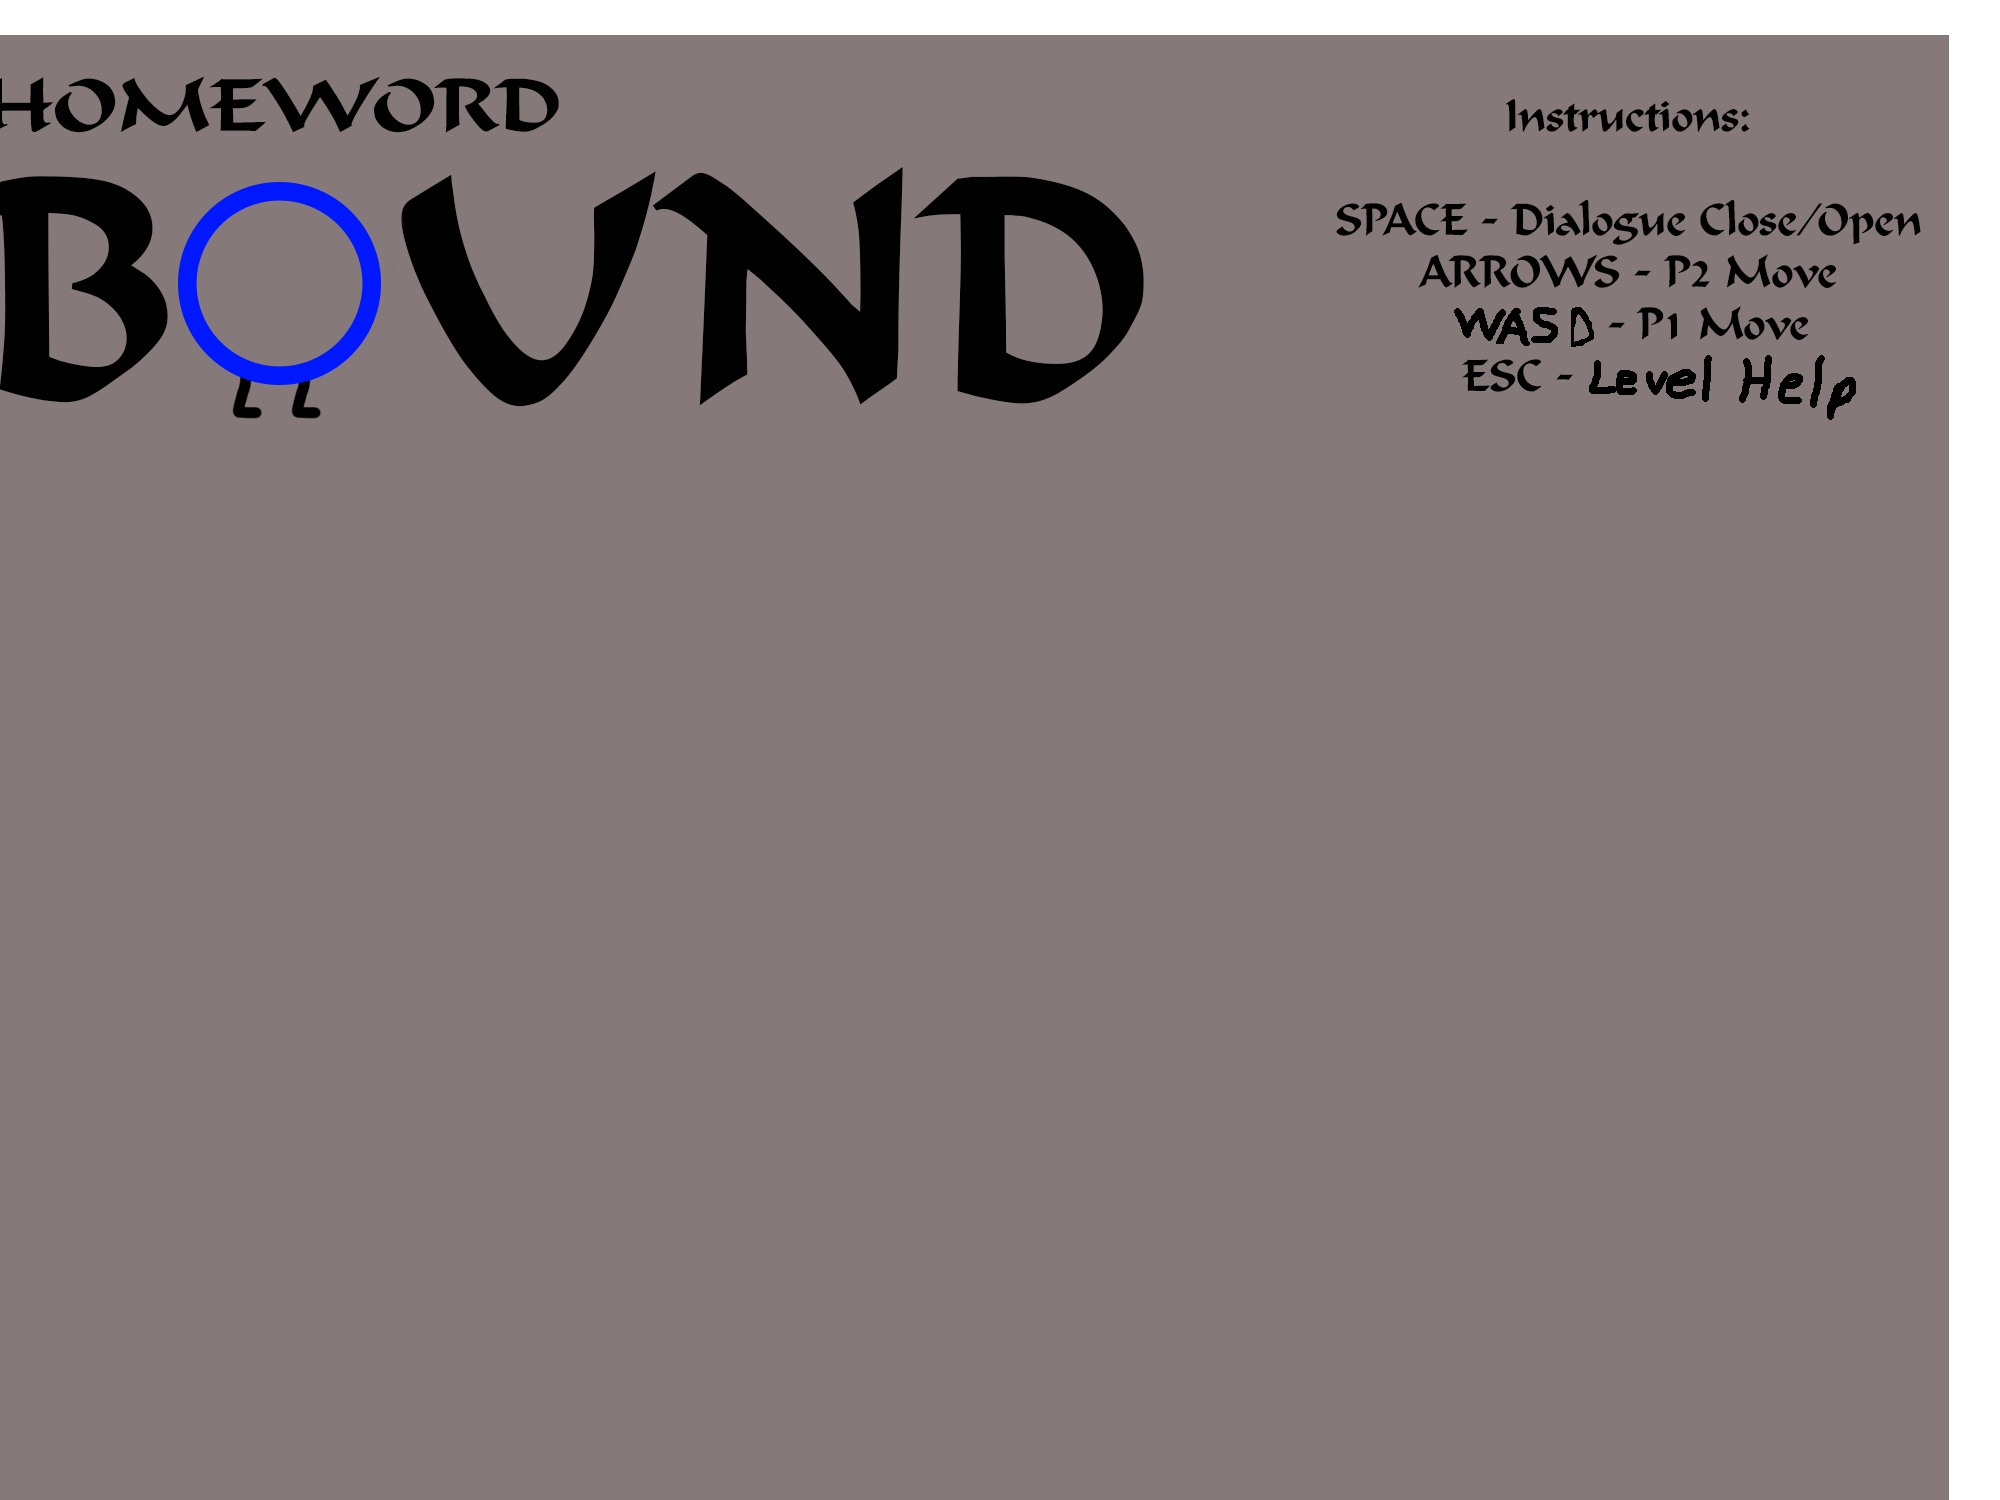 HOMEWORD
BOUND
Instructions:
SPACE - Dialogue Close/Open
ARROWS - P2 Move
WASD - P1 Move
ESC - Level Help